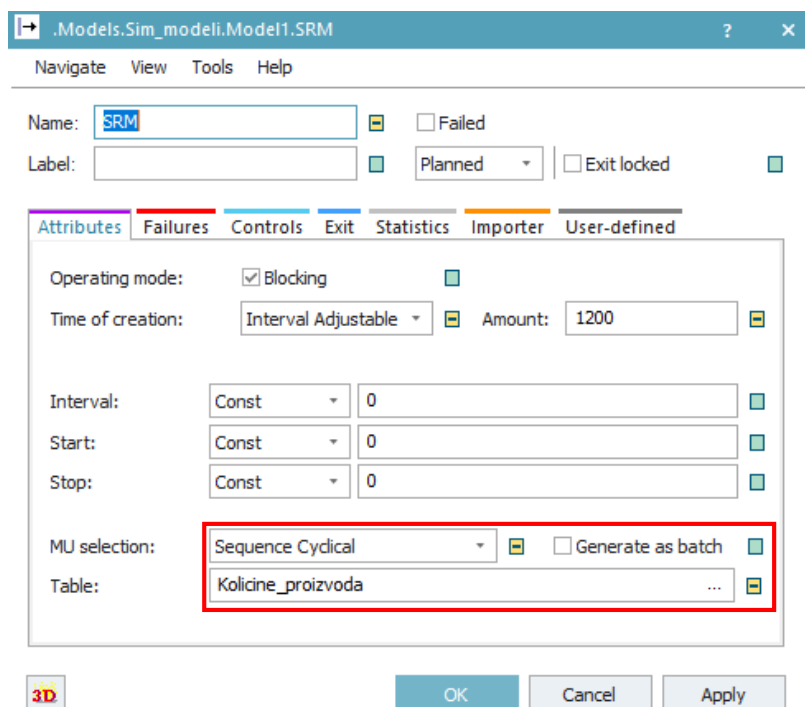 .Models.Sim_modeli.Model1.SRM ? ×
Navigate View Tools Help
Name: SRM Failed
Label: Planned Exit locked
Attributes Failures Controls Exit Statistics Importer User-defined
Operating mode: Blocking
Time of creation: Interval Adjustable Amount: 1200
Interval: Const 0
Start: Const 0
Stop: Const 0
MU selection: Sequence Cyclical Generate as batch
Table: Kolicine_proizvoda ...
3D OK Cancel Apply